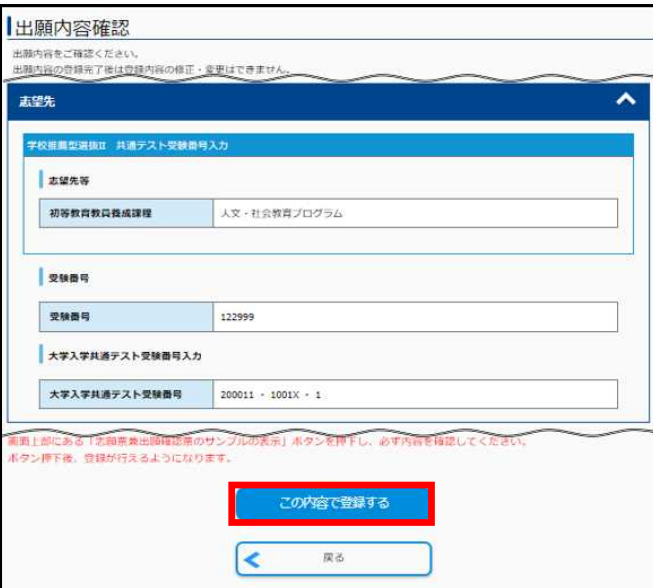 出願内容確認
出願内容をご確認ください。
出願内容の登録完了後は登録内容の修正・変更はできません。
志望先
学校推薦型選抜Ⅱ 共通テスト受験番号入力
志望先等
初等教育教員養成課程 人文・社会教育プログラム
受験番号
受験番号 122999
大学入学共通テスト受験番号入力
大学入学共通テスト受験番号 200011 - 1001X - 1
画面上部にある「志願票兼出願確認票のサンプルの表示」ボタンを押下し、必ず内容を確認してください。
ボタン押下後、登録が行えるようになります。
この内容で登録する
戻る